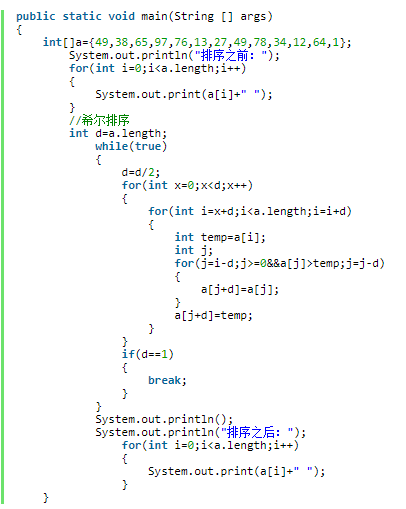 public static void main(String [] args)
{
int[]a={49,38,65,97,76,13,27,49,78,34,12,64,1};
System.out.println("排序之前：");
for(int i=0;i<a.length;i++)
{
System.out.print(a[i]+" ");
}
//希尔排序
int d=a.length;
while(true)
{
d=d/2;
for(int x=0;x<d;x++)
{
for(int i=x+d;i<a.length;i=i+d)
{
int temp=a[i];
int j;
for(j=i-d;j>=0&&a[j]>temp;j=j-d)
{
a[j+d]=a[j];
}
a[j+d]=temp;
}
}
if(d==1)
{
break;
}
}
System.out.println();
System.out.println("排序之后：");
for(int i=0;i<a.length;i++)
{
System.out.print(a[i]+" ");
}
}